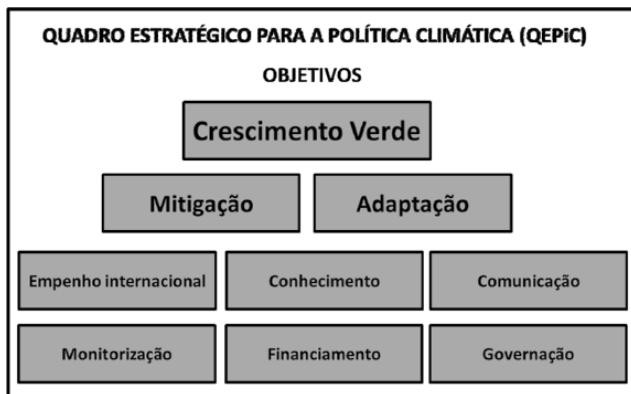 QUADRO ESTRATÉGICO PARA A POLÍTICA CLIMÁTICA (QEPiC)
OBJETIVOS
Crescimento Verde
Mitigação
Adaptação
Empenho internacional
Conhecimento
Comunicação
Monitorização
Financiamento
Governação